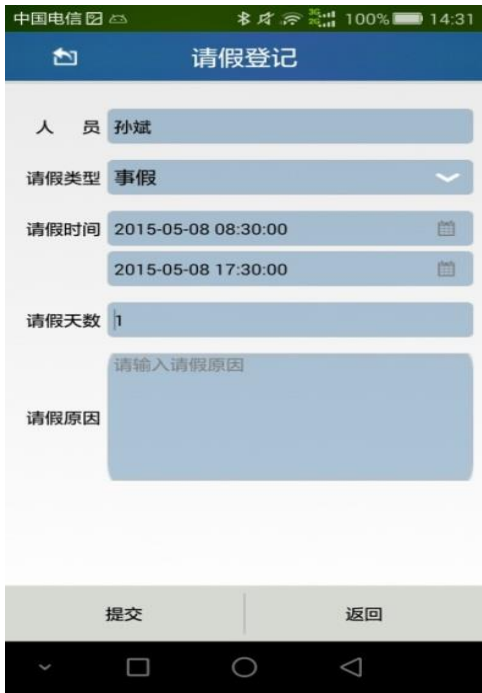 中国电信 100% 14:31
请假登记
人 员 孙斌
请假类型 事假
请假时间 2015-05-08 08:30:00
2015-05-08 17:30:00
请假天数 1
请输入请假原因
请假原因
提交 返回